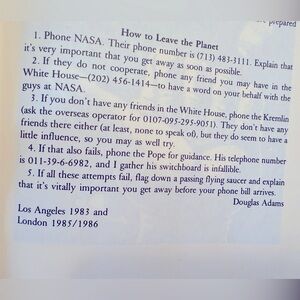 are prepared
How to Leave the Planet
1. Phone NASA. Their phone number is (713) 483-3111. Explain that
it's very important that you get away as soon as possible.
2. If they do not cooperate, phone any friend you may have in the
White House—(202) 456-1414—to have a word on your behalf with the
guys at NASA.
3. If you don't have any friends in the White House, phone the Kremlin
(ask the overseas operator for 0107-095-295-9051). They don't have any
friends there either (at least, none to speak of), but they do seem to have a
little influence, so you may as well try.
4. If that also fails, phone the Pope for guidance. His telephone number
is 011-39-6-6982, and I gather his switchboard is infallible.
5. If all these attempts fail, flag down a passing flying saucer and explain
that it's vitally important you get away before your phone bill arrives.
Douglas Adams
Los Angeles 1983 and
London 1985/1986